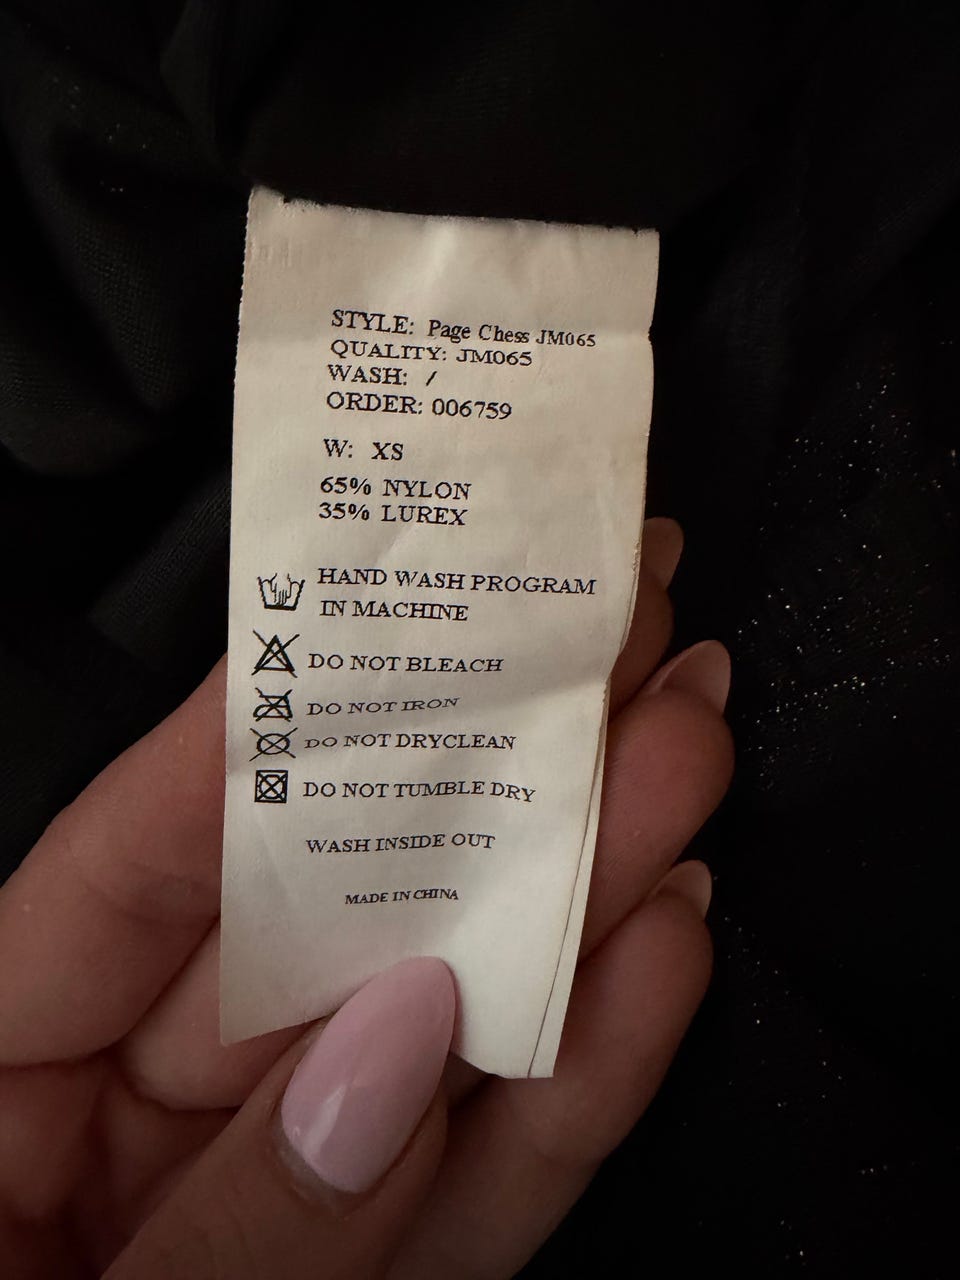 STYLE: Page Chess JM065
QUALITY: JM065
WASH: /
ORDER: 006759
W: XS
65% NYLON
35% LUREX
HAND WASH PROGRAM
IN MACHINE
DO NOT BLEACH
DO NOT IRON
DO NOT DRYCLEAN
DO NOT TUMBLE DRY
WASH INSIDE OUT
MADE IN CHINA